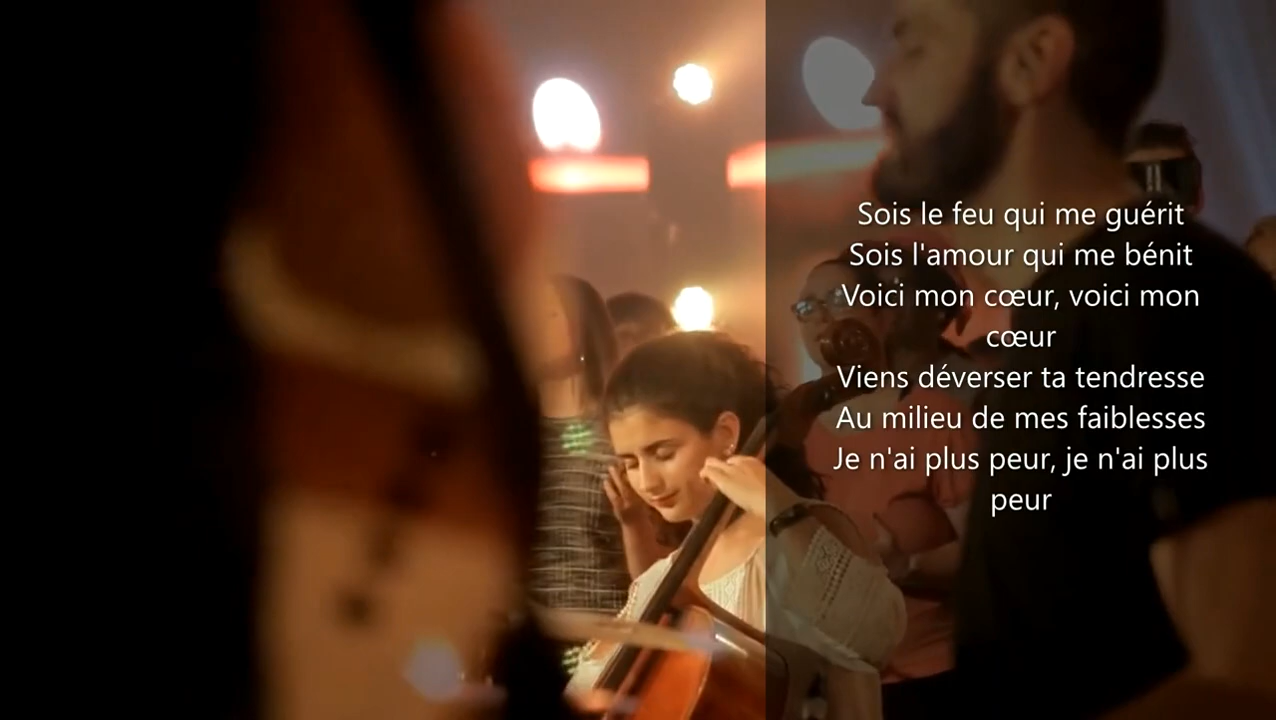 Sois le feu qui me guérit
Sois l'amour qui me bénit
Voici mon cœur, voici mon
cœur
Viens déverser ta tendresse
Au milieu de mes faiblesses
Je n'ai plus peur, je n'ai plus
peur